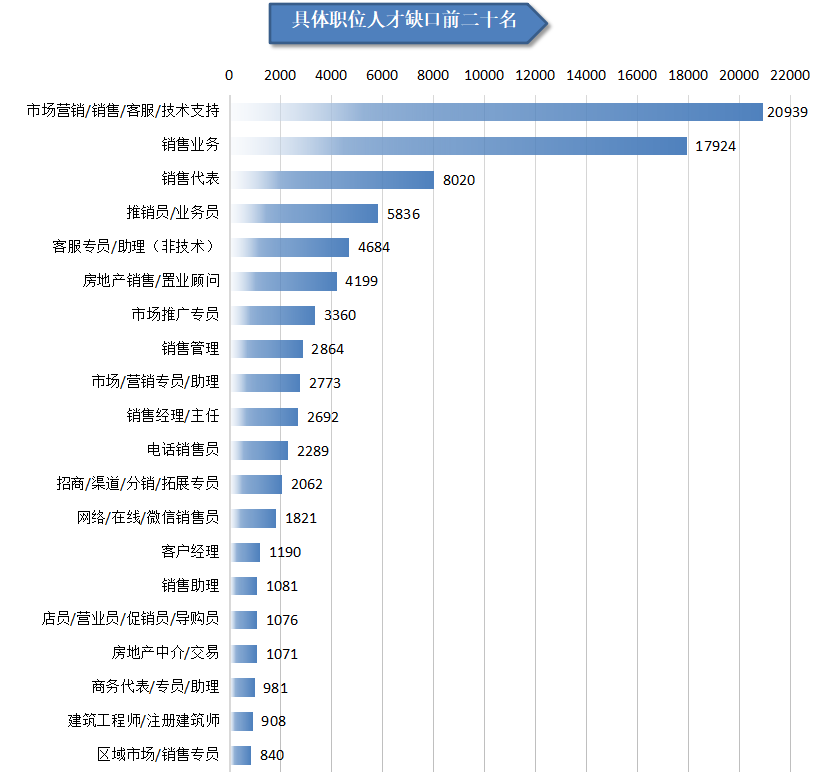 具体职位人才缺口前二十名
0 2000 4000 6000 8000 10000 12000 14000 16000 18000 20000 22000
市场营销/销售/客服/技术支持 20939
销售业务 17924
销售代表 8020
推销员/业务员 5836
客服专员/助理（非技术） 4684
房地产销售/置业顾问 4199
市场推广专员 3360
销售管理 2864
市场/营销专员/助理 2773
销售经理/主任 2692
电话销售员 2289
招商/渠道/分销/拓展专员 2062
网络/在线/微信销售员 1821
客户经理 1190
销售助理 1081
店员/营业员/促销员/导购员 1076
房地产中介/交易 1071
商务代表/专员/助理 981
建筑工程师/注册建筑师 908
区域市场/销售专员 840